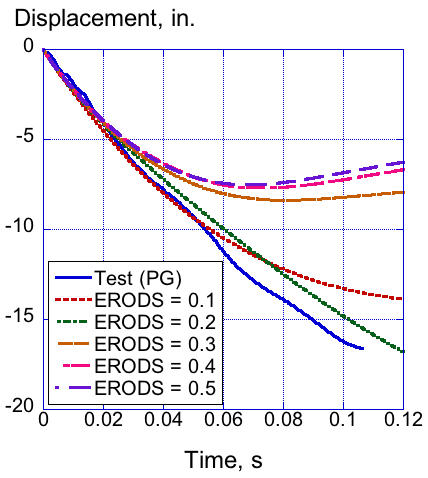 Displacement, in.
0
-5
-10
-15
-20
Test (PG)
ERODS = 0.1
ERODS = 0.2
ERODS = 0.3
ERODS = 0.4
ERODS = 0.5
0 0.02 0.04 0.06 0.08 0.1 0.12
Time, s